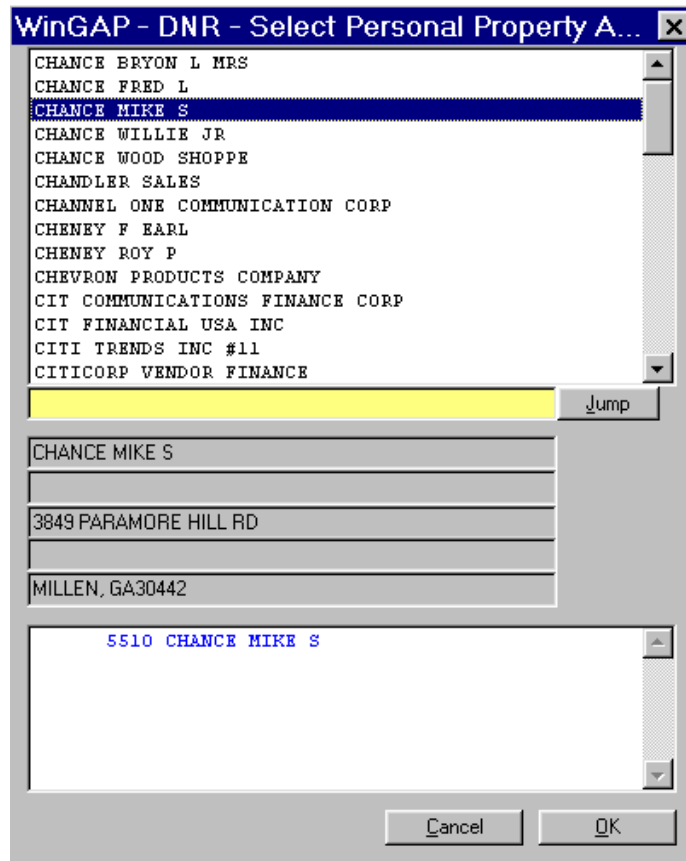 WinGAP - DNR - Select Personal Property A...
CHANCE BRYON L MRS
CHANCE FRED L
CHANCE MIKE S
CHANCE WILLIE JR
CHANCE WOOD SHOPPE
CHANDLER SALES
CHANNEL ONE COMMUNICATION CORP
CHENEY F EARL
CHENEY ROY P
CHEVRON PRODUCTS COMPANY
CIT COMMUNICATIONS FINANCE CORP
CIT FINANCIAL USA INC
CITI TRENDS INC #11
CITICORP VENDOR FINANCE
Jump
CHANCE MIKE S
3849 PARAMORE HILL RD
MILLEN, GA30442
5510 CHANCE MIKE S
Cancel OK